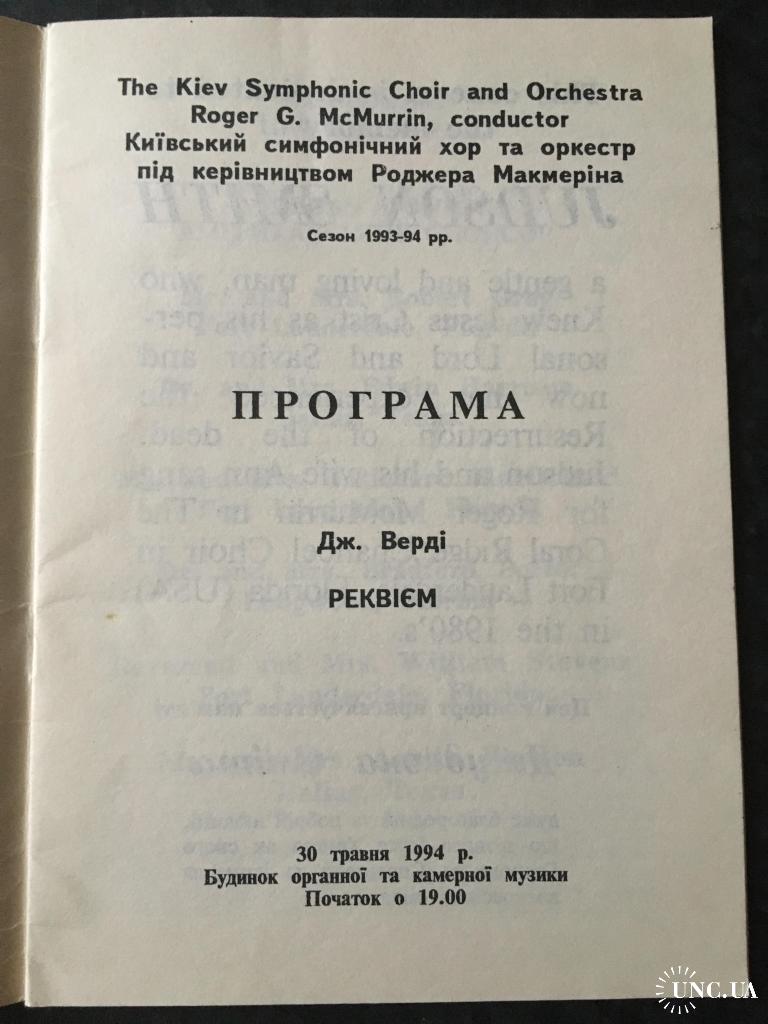 The Kiev Symphonic Choir and Orchestra
Roger G. McMurrin, conductor
Київський симфонічний хор та оркестр
під керівництвом Роджера Макмеріна
Сезон 1993-94 рр.
ПРОГРАМА
Дж. Верді
РЕКВІЄМ
30 травня 1994 р.
Будинок органної та камерної музики
Початок о 19.00
UNC.UA